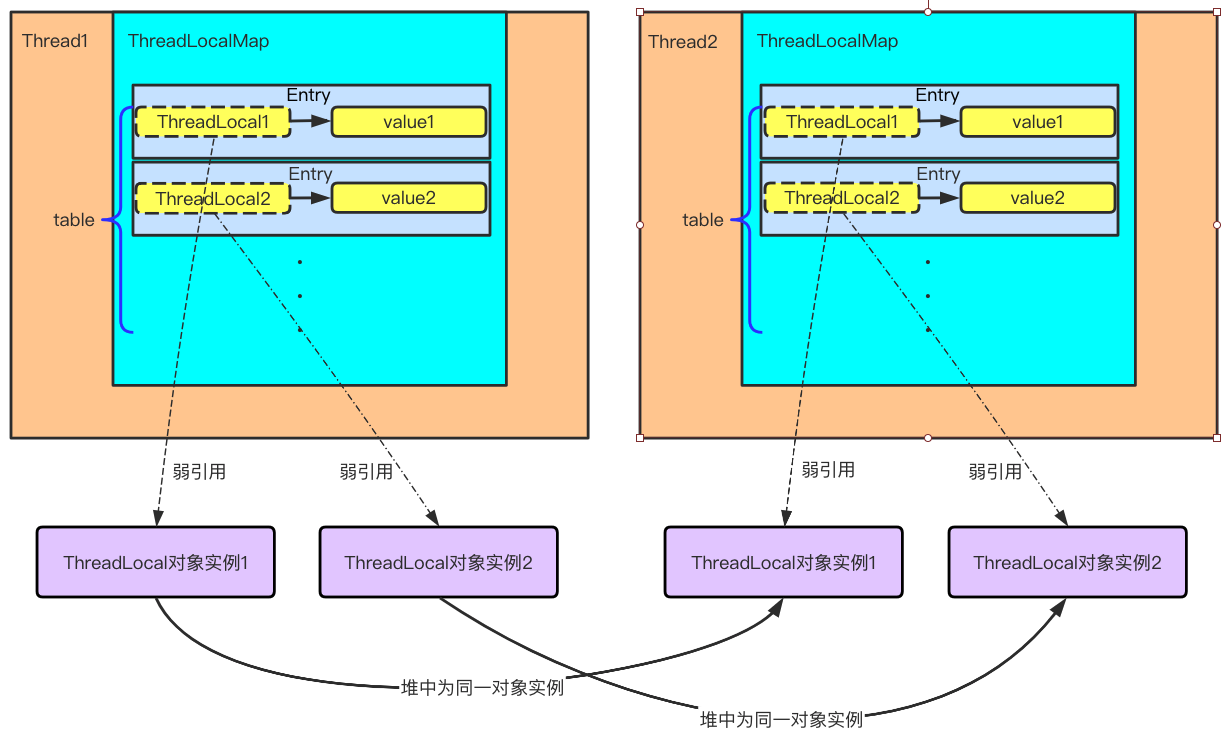 Thread1
ThreadLocalMap
Entry
ThreadLocal1
value1
Entry
ThreadLocal2
value2
table
弱引用
弱引用
ThreadLocal对象实例1
ThreadLocal对象实例2
Thread2
ThreadLocalMap
Entry
ThreadLocal1
value1
Entry
ThreadLocal2
value2
table
弱引用
弱引用
ThreadLocal对象实例1
ThreadLocal对象实例2
堆中为同一对象实例
堆中为同一对象实例